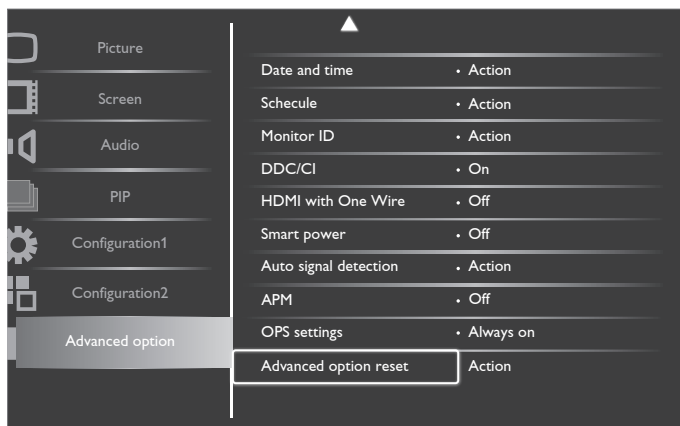 Picture
Screen
Audio
PIP
Configuration1
Configuration2
Advanced option
Date and time • Action
Schecule • Action
Monitor ID • Action
DDC/CI • On
HDMI with One Wire • Off
Smart power • Off
Auto signal detection • Action
APM • Off
OPS settings • Always on
Advanced option reset Action